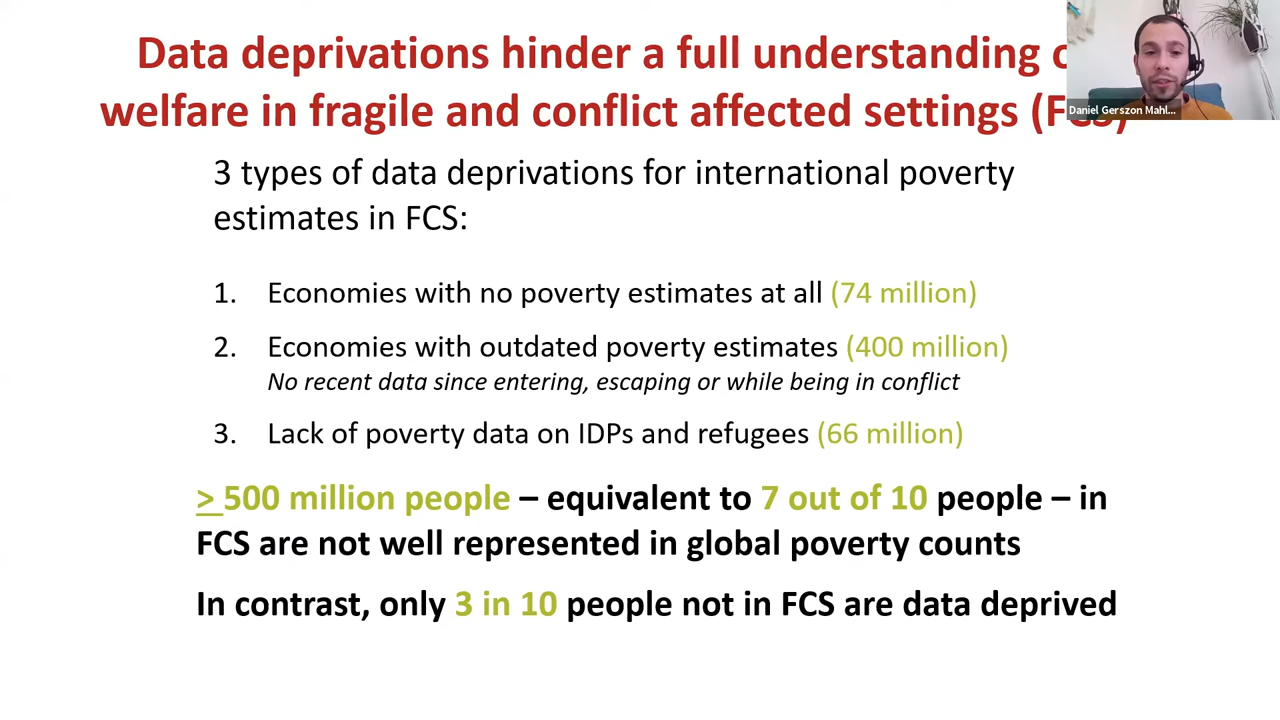 Data deprivations hinder a full understanding
welfare in fragile and conflict affected settings (FCS)
Daniel Gerszon Mahl...
3 types of data deprivations for international poverty
estimates in FCS:
1. Economies with no poverty estimates at all (74 million)
2. Economies with outdated poverty estimates (400 million)
No recent data since entering, escaping or while being in conflict
3. Lack of poverty data on IDPs and refugees (66 million)
> 500 million people – equivalent to 7 out of 10 people – in
FCS are not well represented in global poverty counts
In contrast, only 3 in 10 people not in FCS are data deprived